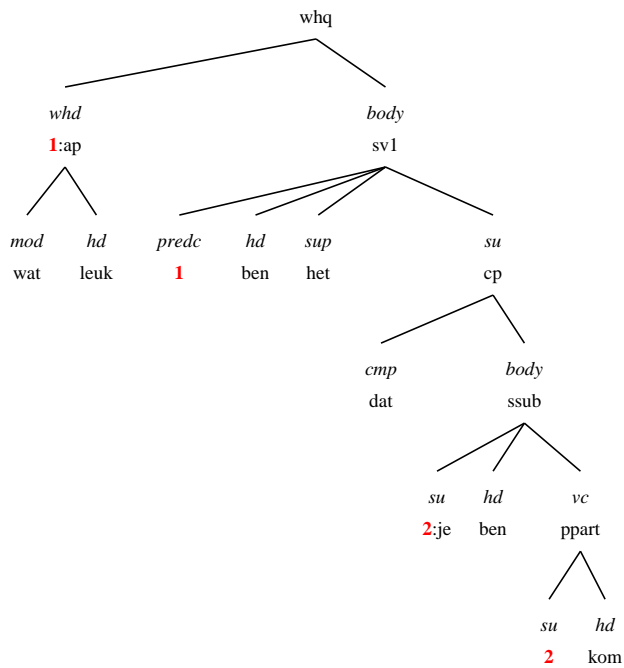 whq
whd body
1:ap sv1
mod hd predc hd sup su
wat leuk 1 ben het cp
cmp body
dat ssub
su hd vc
2:je ben ppart
su hd
2 kom